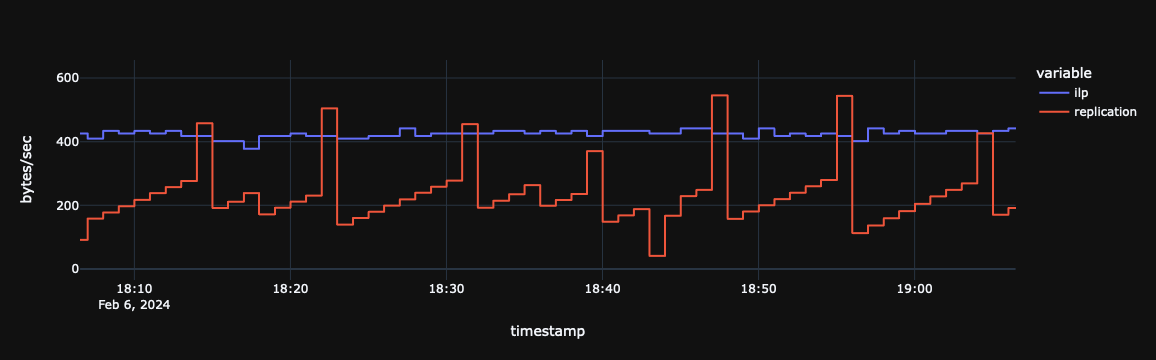 variable
ilp
replication
bytes/sec
600
400
200
0
18:10
18:20
18:30
18:40
18:50
19:00
Feb 6, 2024
timestamp